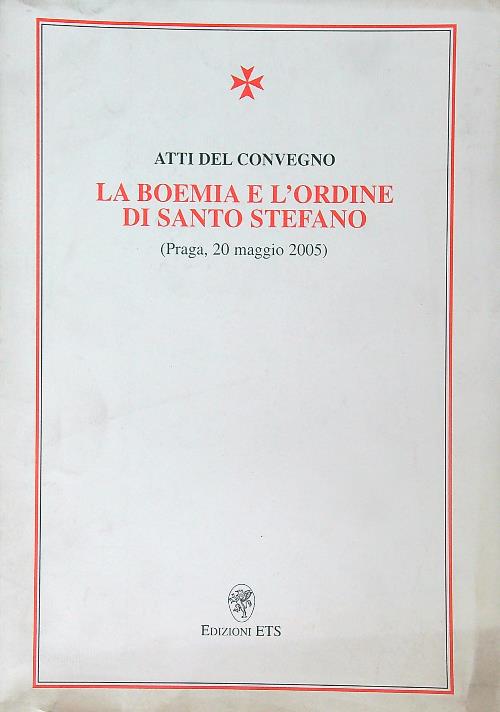 ATTI DEL CONVEGNO
LA BOEMIA E L'ORDINE
DI SANTO STEFANO
(Praga, 20 maggio 2005)
EDIZIONI ETS